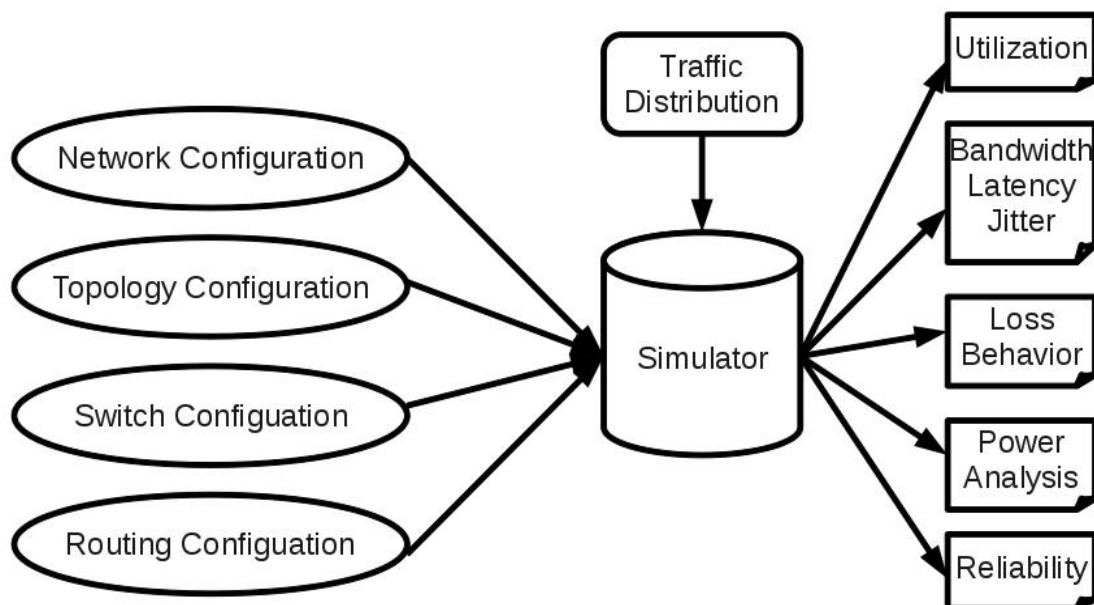 Network Configuration
Topology Configuration
Switch Configuation
Routing Configuation
Traffic
Distribution
Simulator
Utilization
Bandwidth
Latency
Jitter
Loss
Behavior
Power
Analysis
Reliability